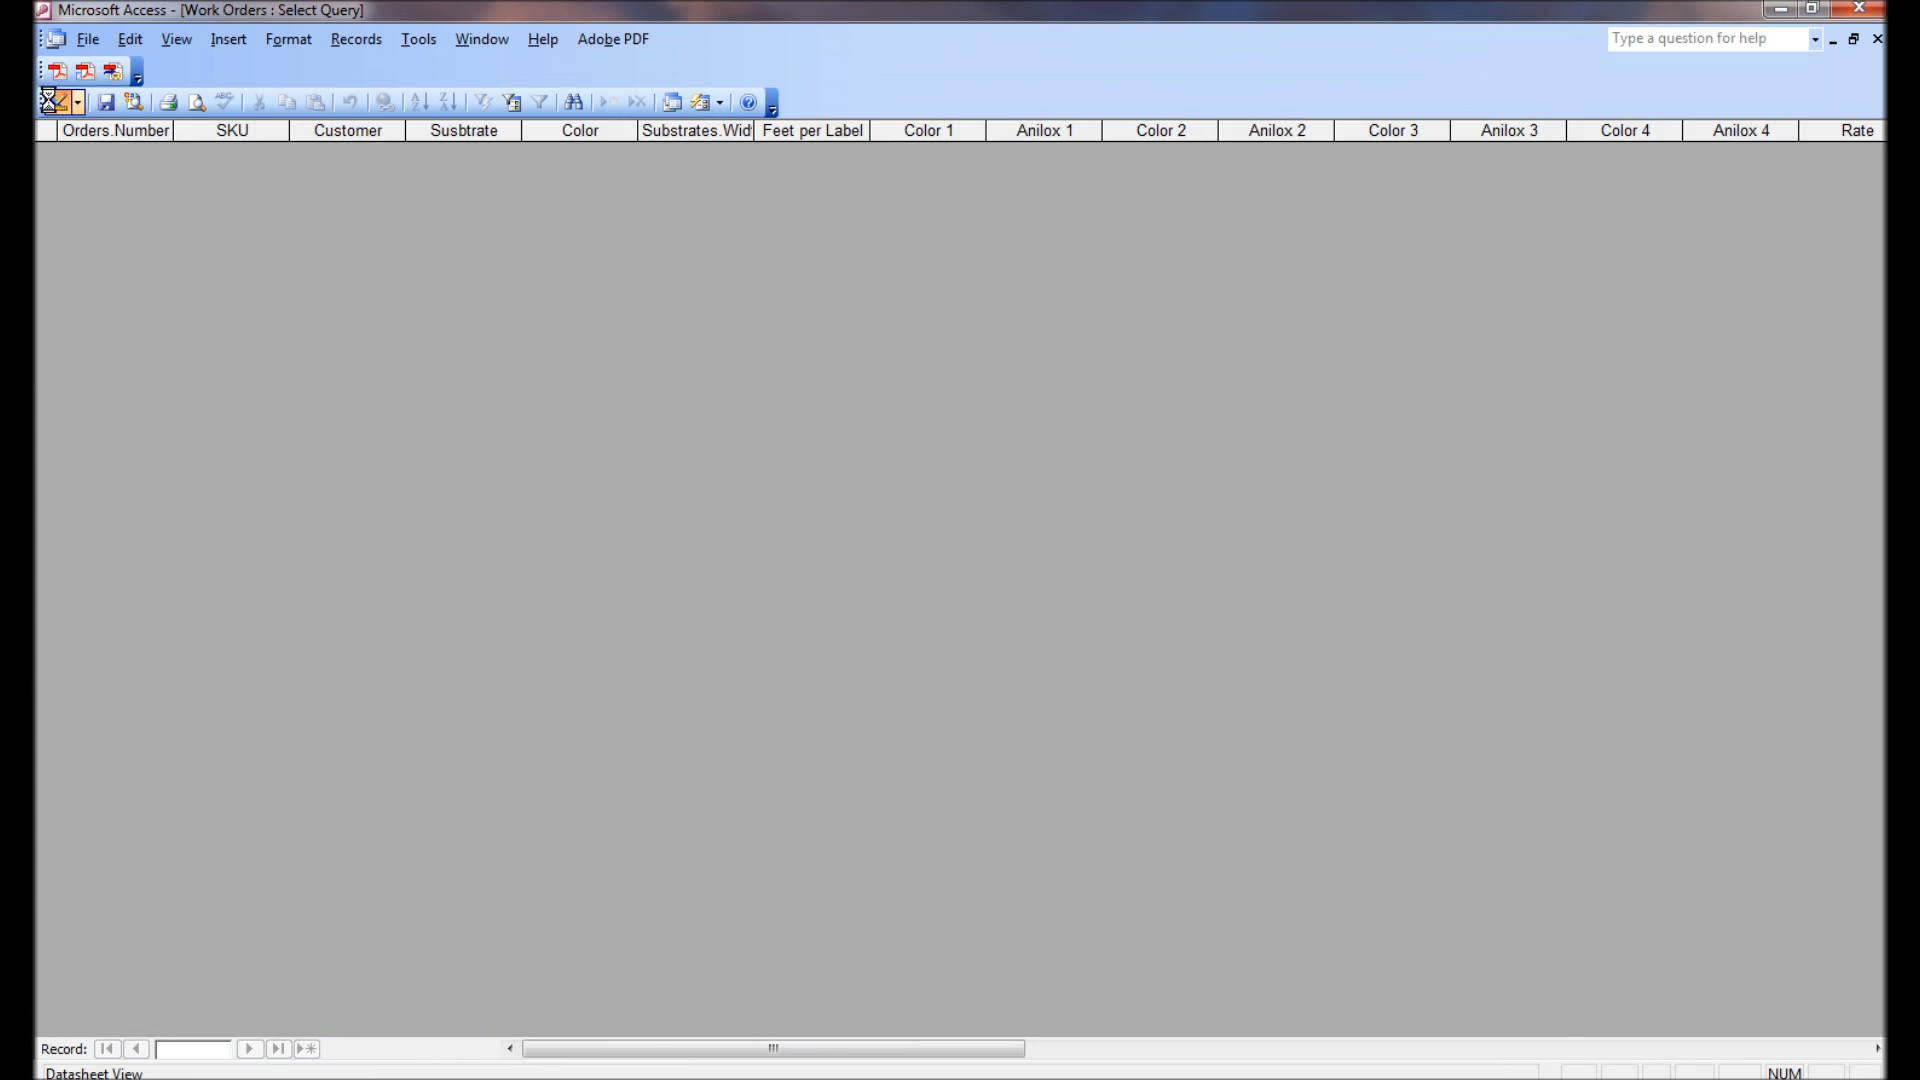 Microsoft Access - [Work Orders : Select Query]
File Edit View Insert Format Records Tools Window Help Adobe PDF
Type a question for help
Orders.Number SKU Customer Susbtrate Color Substrates.Wid Feet per Label Color 1 Anilox 1 Color 2 Anilox 2 Color 3 Anilox 3 Color 4 Anilox 4 Rate
Record:
Datasheet View NUM